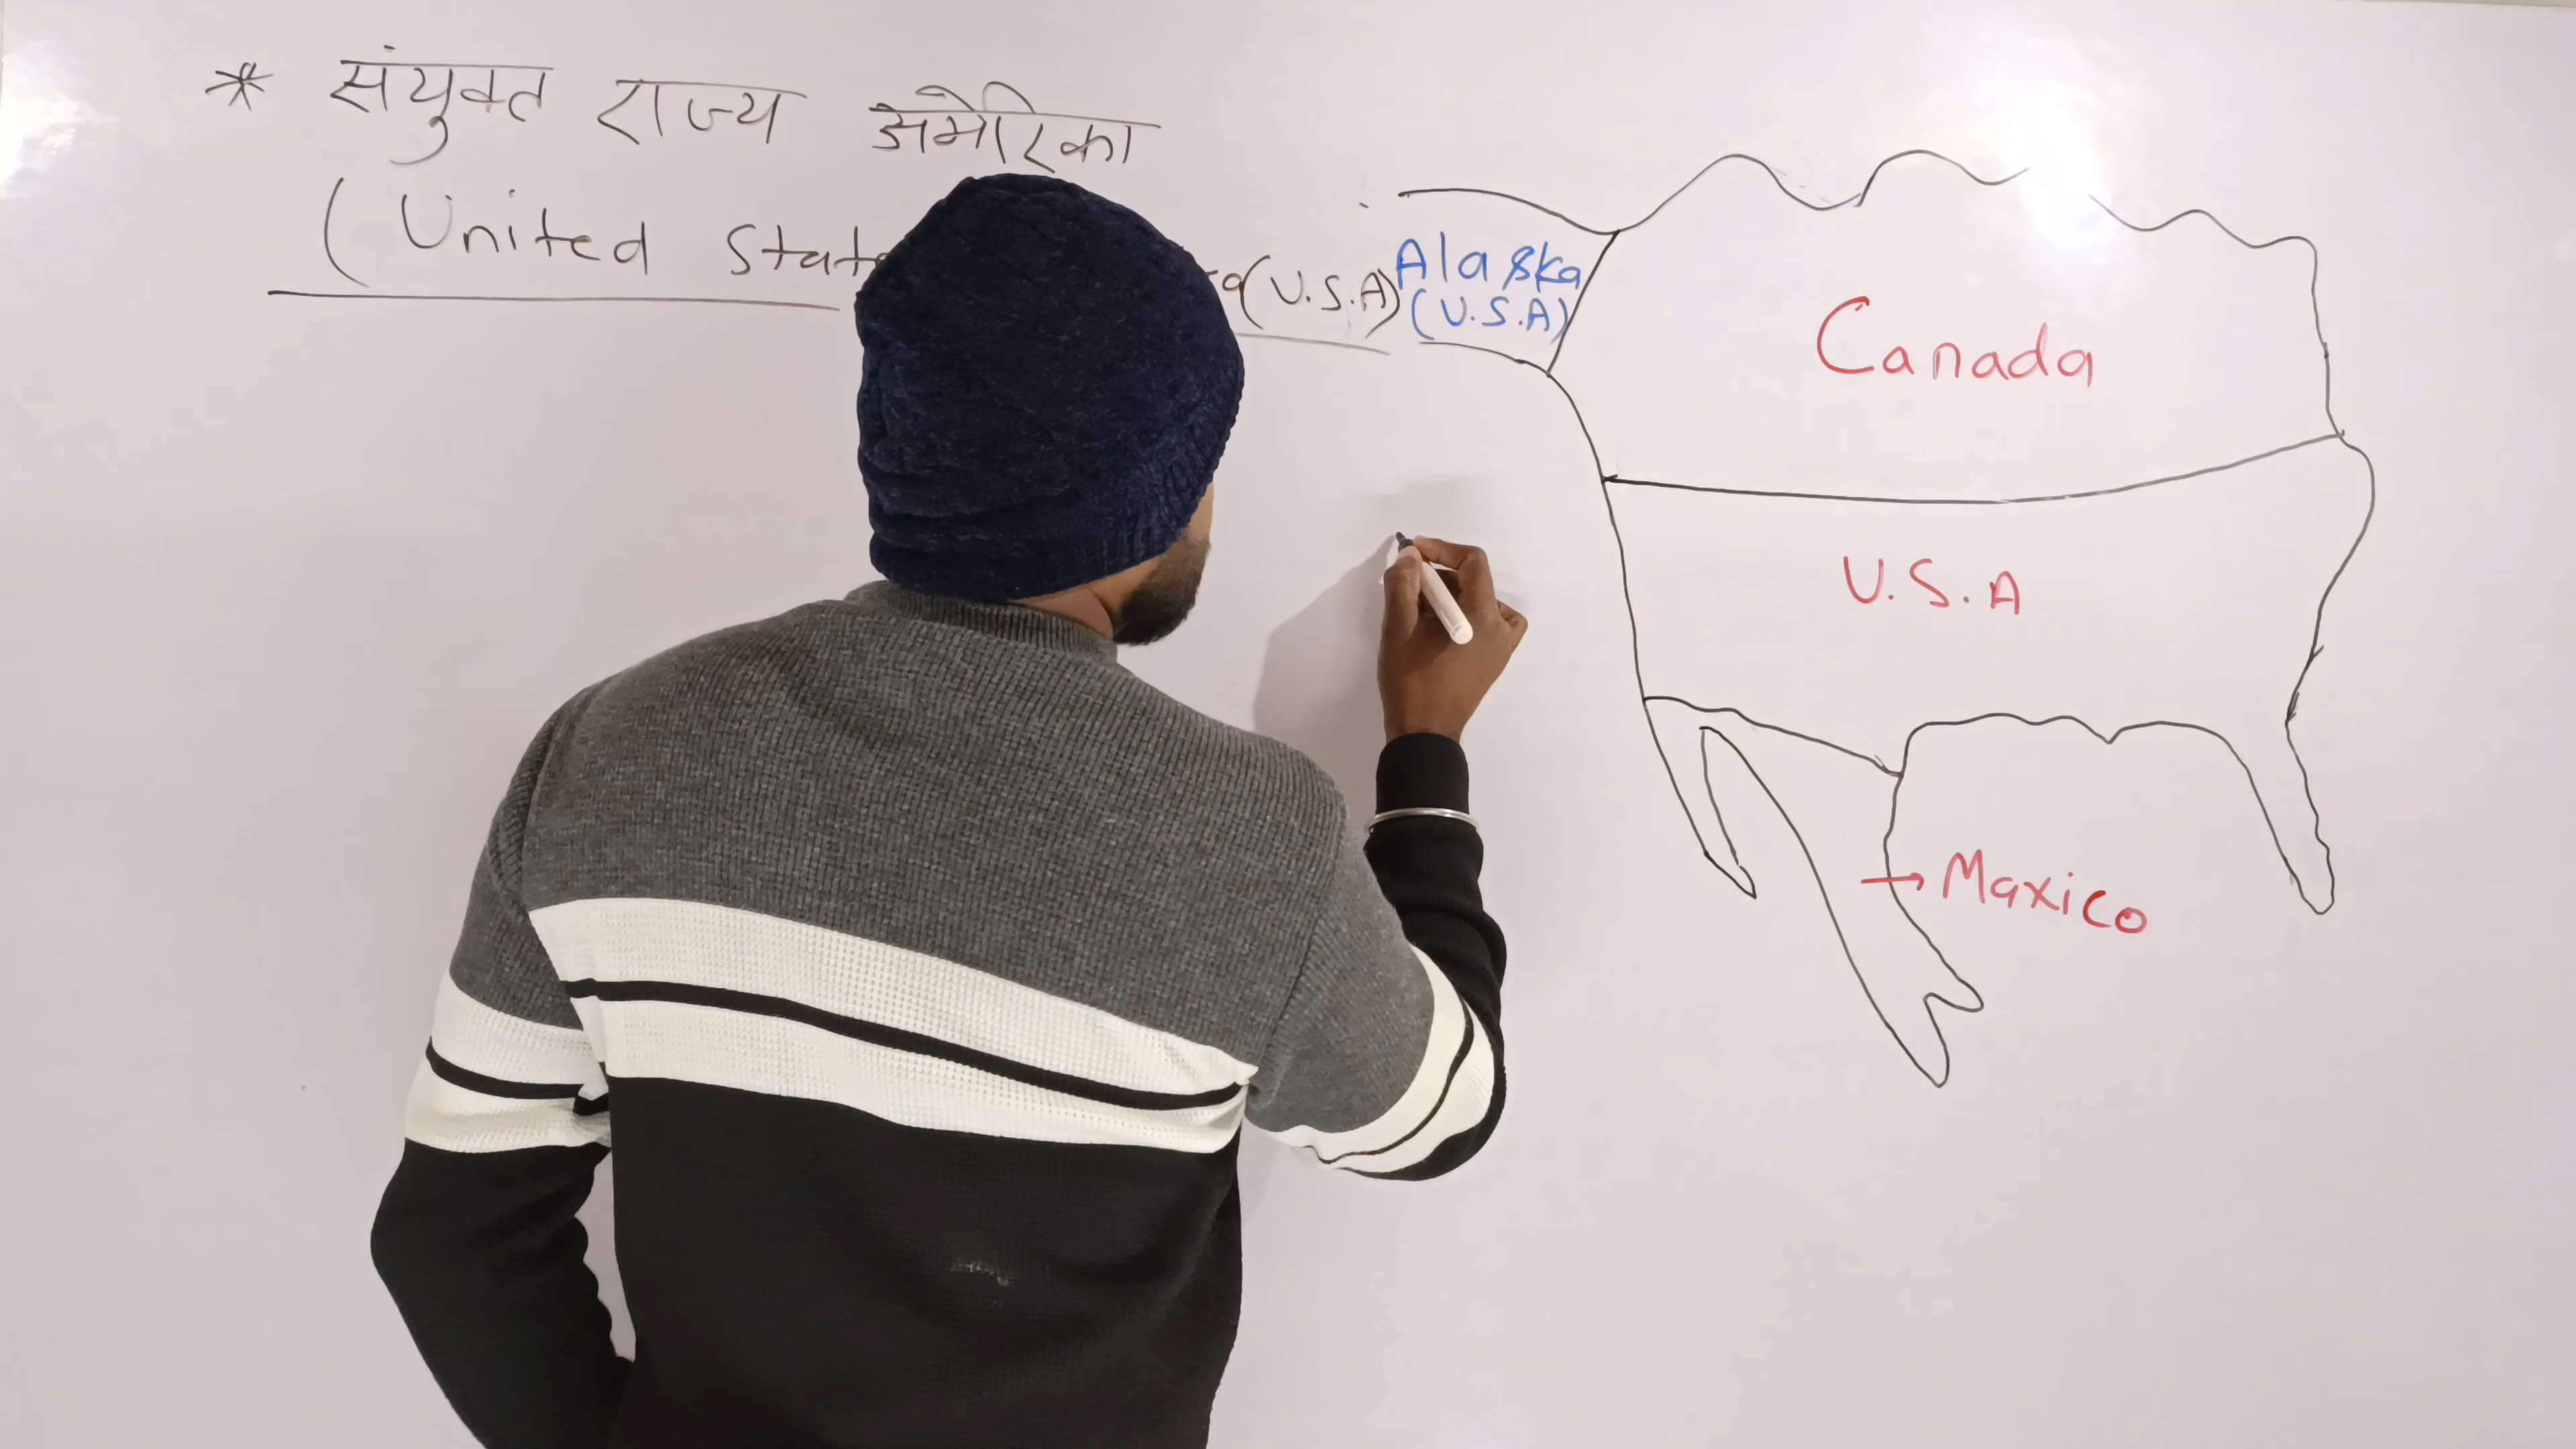 * संयुक्त राज्य अमेरिका
( United (U.S.A)
Alaska
(U.S.A)
Canada
U.S.A
→ Maxico